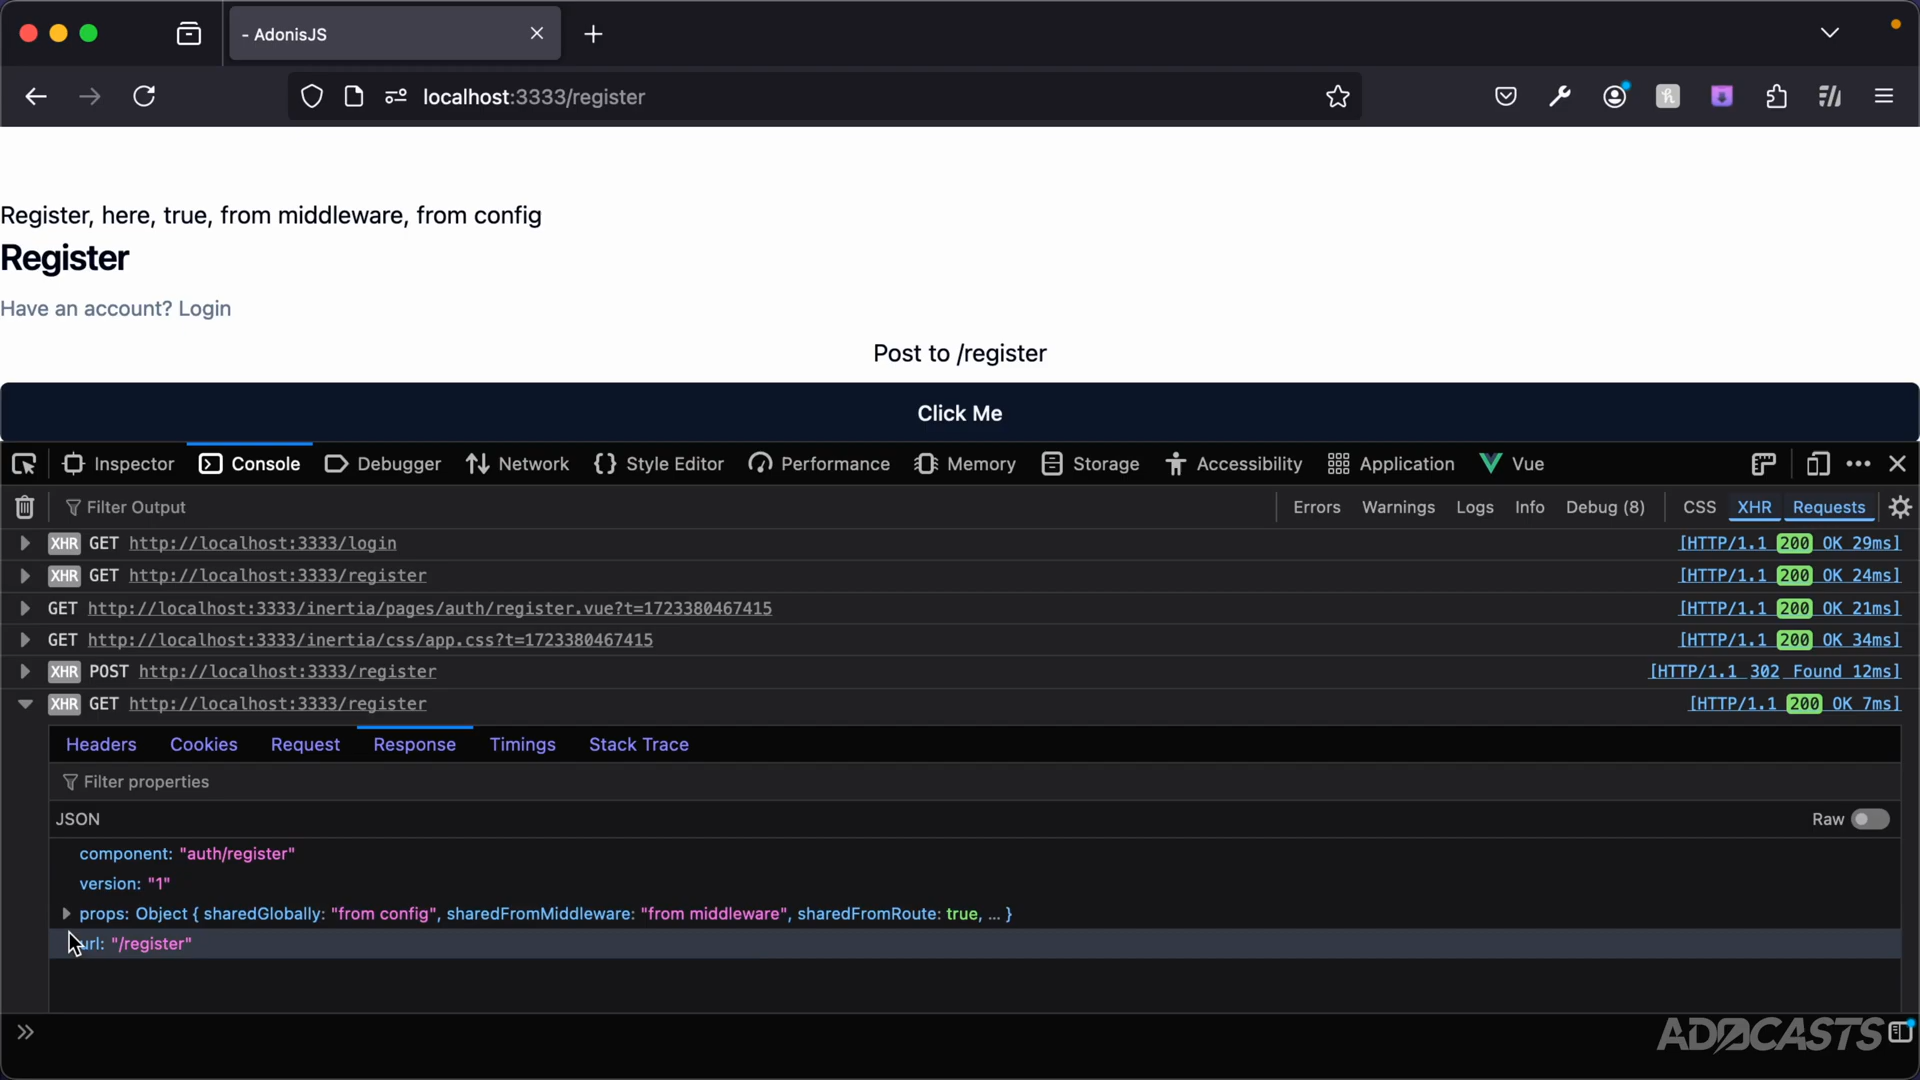 - AdonisJS
localhost:3333/register
Register, here, true, from middleware, from config
Register
Have an account? Login
Post to /register
Click Me
Inspector Console Debugger Network Style Editor Performance Memory Storage Accessibility Application Vue
Filter Output Errors Warnings Logs Info Debug (8) CSS XHR Requests
XHR GET http://localhost:3333/login [HTTP/1.1 200 OK 29ms]
XHR GET http://localhost:3333/register [HTTP/1.1 200 OK 24ms]
GET http://localhost:3333/inertia/pages/auth/register.vue?t=1723380467415 [HTTP/1.1 200 OK 21ms]
GET http://localhost:3333/inertia/css/app.css?t=1723380467415 [HTTP/1.1 200 OK 34ms]
XHR POST http://localhost:3333/register [HTTP/1.1 302 Found 12ms]
XHR GET http://localhost:3333/register [HTTP/1.1 200 OK 7ms]
Headers Cookies Request Response Timings Stack Trace
Filter properties
JSON Raw
component: "auth/register"
version: "1"
props: Object { sharedGlobally: "from config", sharedFromMiddleware: "from middleware", sharedFromRoute: true, … }
url: "/register"
ADOCASTS